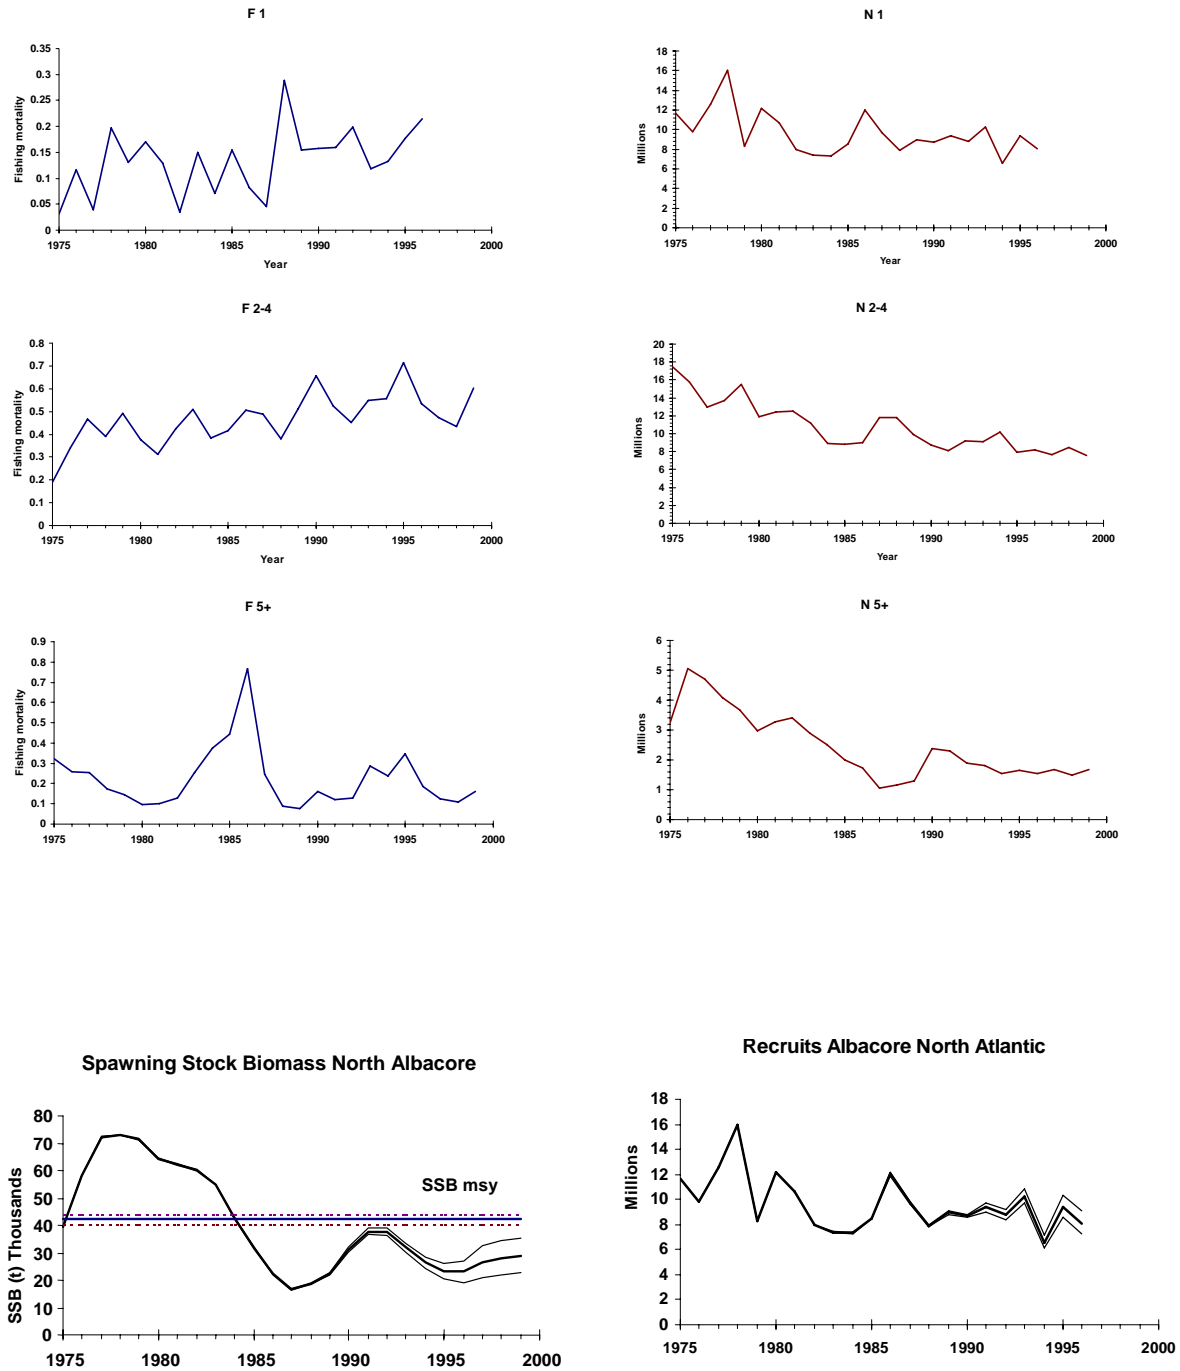 F 1
0.35
0.3
0.25
0.2
0.15
0.1
0.05
0
Fishing mortality
1975 1980 1985 1990 1995 2000
Year
N 1
18
16
14
12
10
8
6
4
2
0
Millions
1975 1980 1985 1990 1995 2000
Year
F 2-4
0.8
0.7
0.6
0.5
0.4
0.3
0.2
0.1
0
Fishing mortality
1975 1980 1985 1990 1995 2000
Year
N 2-4
20
18
16
14
12
10
8
6
4
2
0
Millions
1975 1980 1985 1990 1995 2000
Year
F 5+
0.9
0.8
0.7
0.6
0.5
0.4
0.3
0.2
0.1
0
Fishing mortality
1975 1980 1985 1990 1995 2000
N 5+
6
5
4
3
2
1
0
Millions
1975 1980 1985 1990 1995 2000
Spawning Stock Biomass North Albacore
80
70
60
50
40
30
20
10
0
SSB (t) Thousands
SSB msy
1975 1980 1985 1990 1995 2000
Recruits Albacore North Atlantic
18
16
14
12
10
8
6
4
2
0
Millions
1975 1980 1985 1990 1995 2000